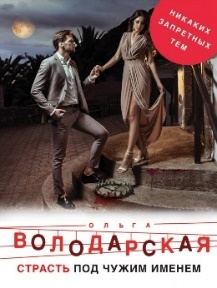 НИКАКИХ
ЗАПРЕТНЫХ
ТЕМ
ОЛЬГА
ВОЛОДАРСКАЯ
СТРАСТЬ ПОД ЧУЖИМ ИМЕНЕМ